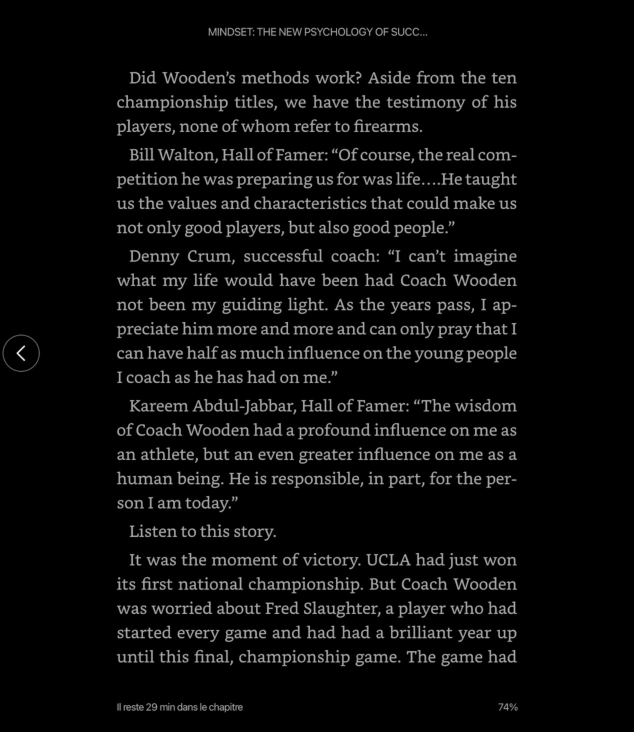 MINDSET: THE NEW PSYCHOLOGY OF SUCC...
Did Wooden's methods work? Aside from the ten
championship titles, we have the testimony of his
players, none of whom refer to firearms.
Bill Walton, Hall of Famer: “Of course, the real com-
petition he was preparing us for was life….He taught
us the values and characteristics that could make us
not only good players, but also good people.”
Denny Crum, successful coach: “I can’t imagine
what my life would have been had Coach Wooden
not been my guiding light. As the years pass, I ap-
preciate him more and more and can only pray that I
can have half as much influence on the young people
I coach as he has had on me.”
Kareem Abdul-Jabbar, Hall of Famer: “The wisdom
of Coach Wooden had a profound influence on me as
an athlete, but an even greater influence on me as a
human being. He is responsible, in part, for the per-
son I am today.”
Listen to this story.
It was the moment of victory. UCLA had just won
its first national championship. But Coach Wooden
was worried about Fred Slaughter, a player who had
started every game and had had a brilliant year up
until this final, championship game. The game had
Il reste 29 min dans le chapitre
74%